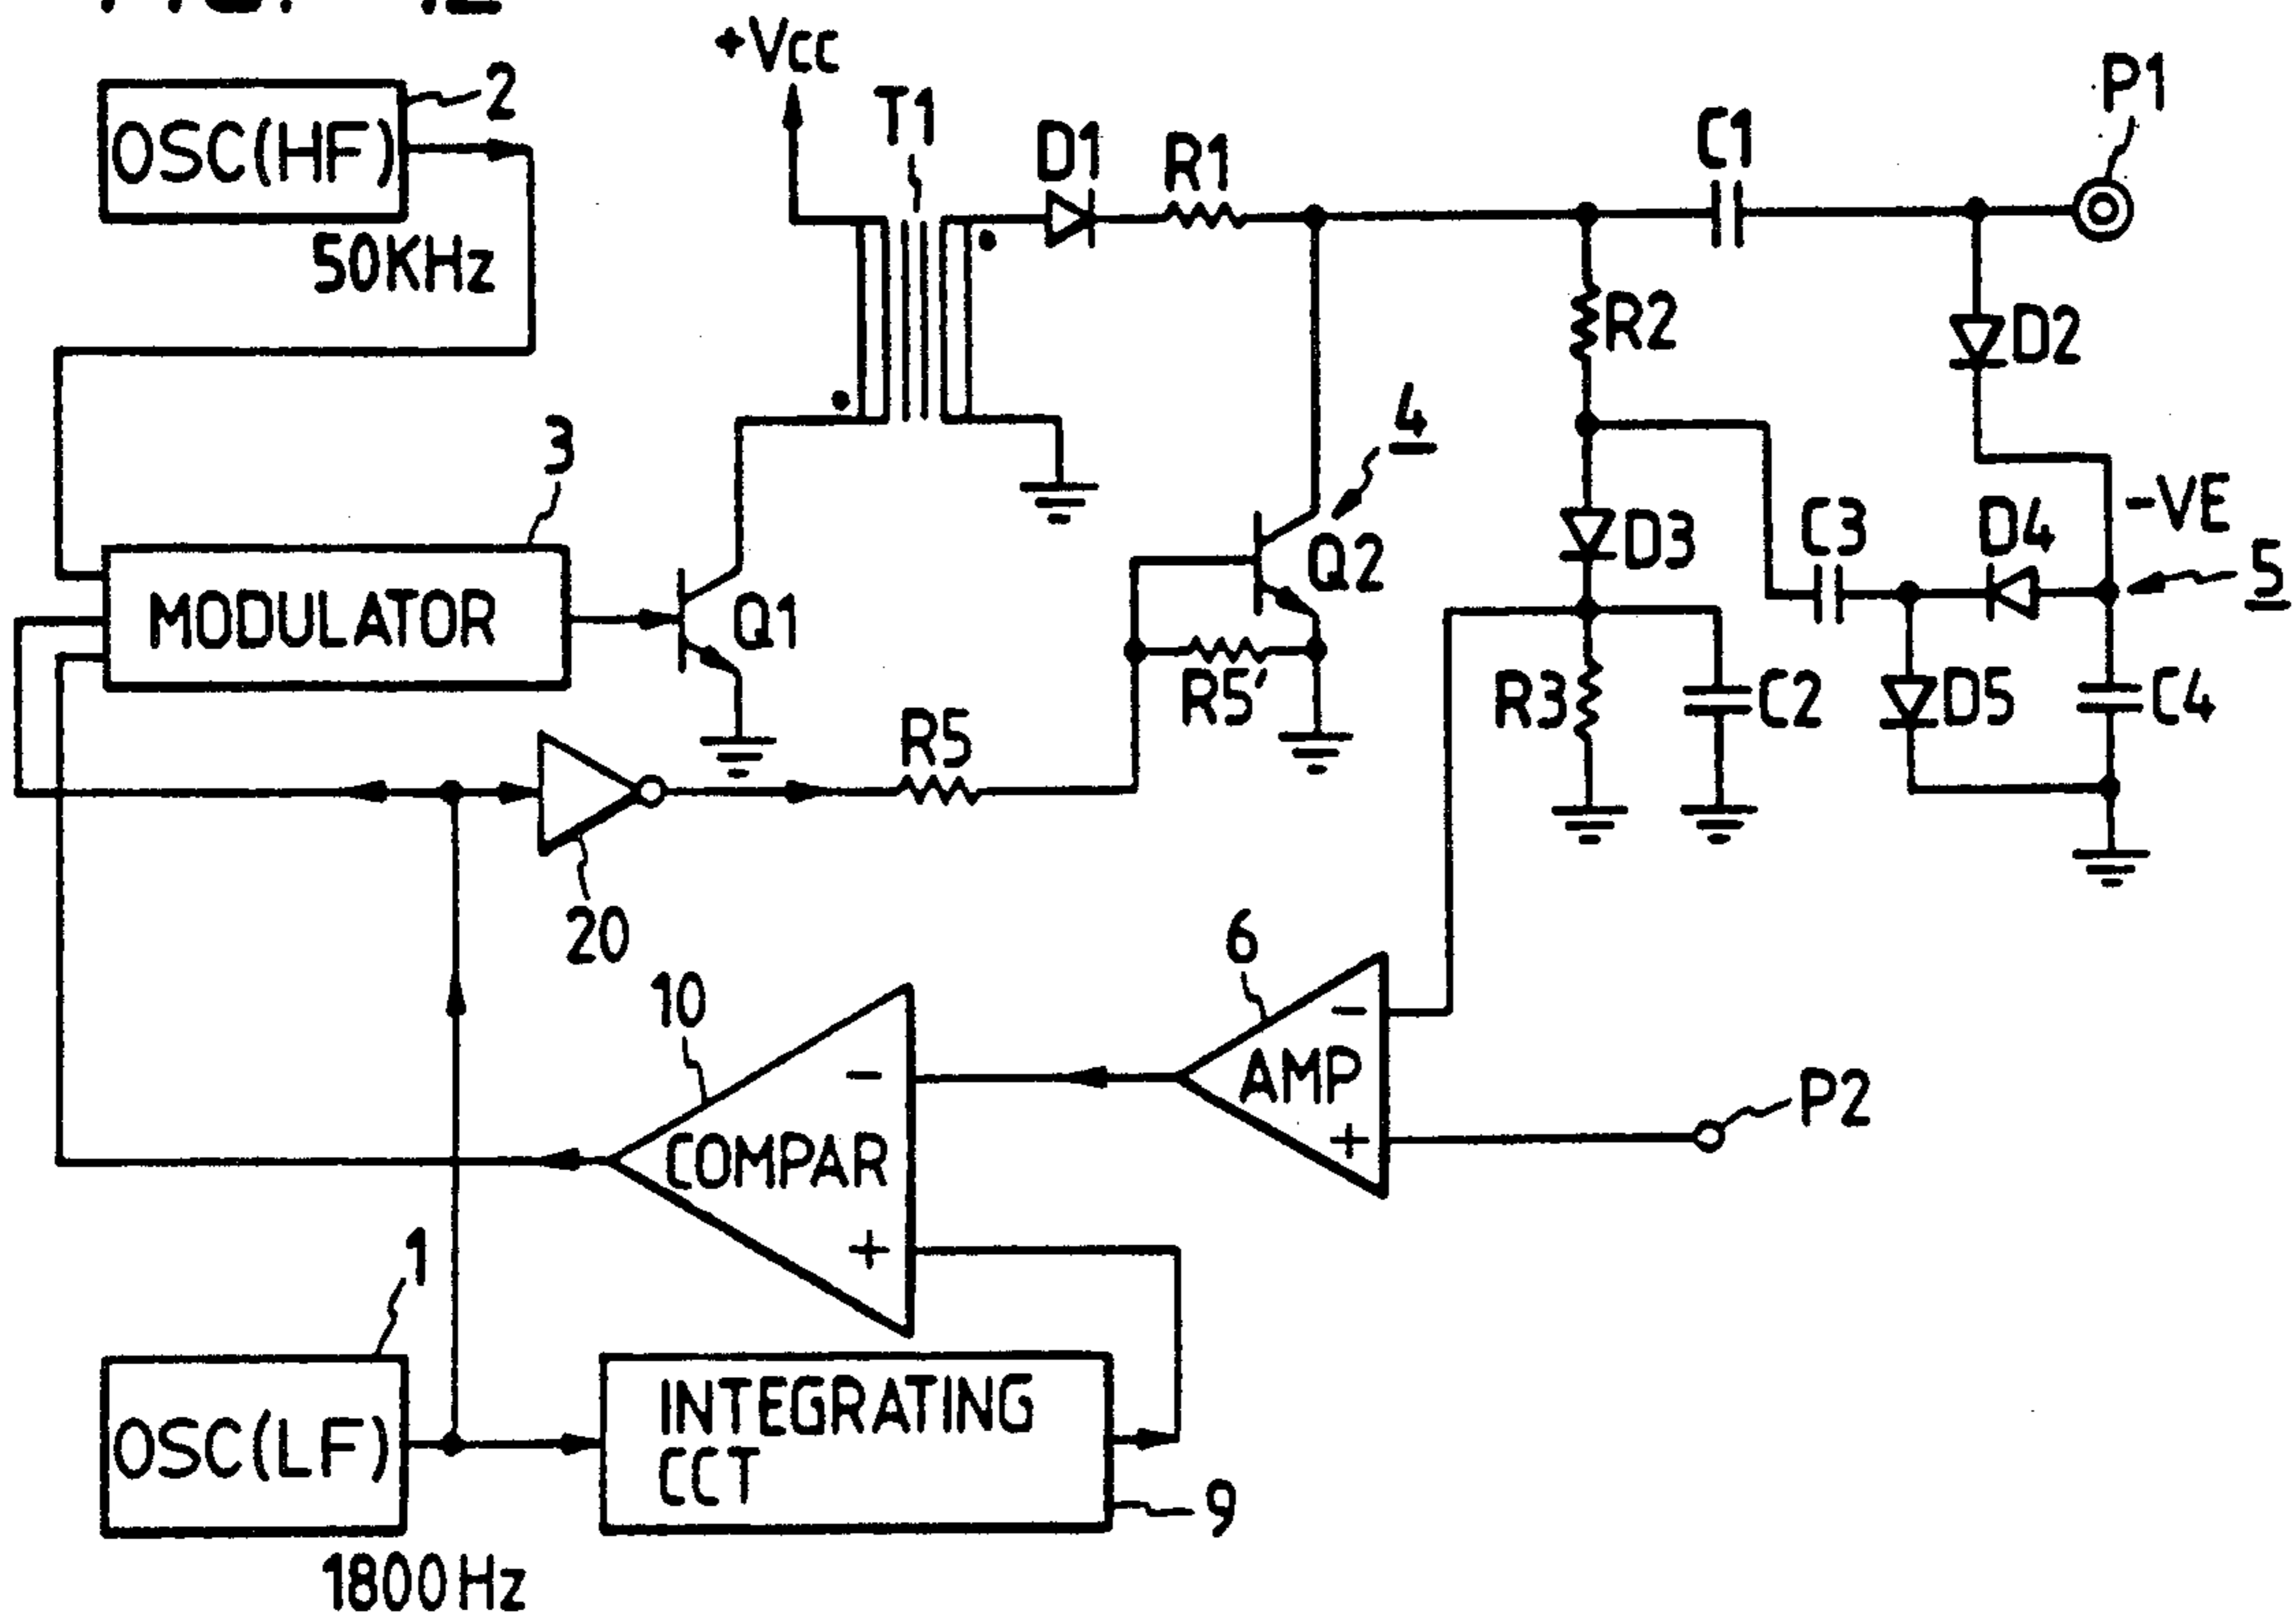 +Vcc
P1
2
OSC(HF)
T1
D1
R1
C1
50KHz
R2
D2
3
4
-VE
MODULATOR
Q1
Q2
D3
C3
D4
5
R5'
R3
C2
D5
C4
R5
20
6
10
-
-
AMP
P2
+
COMPAR
+
1
OSC(LF)
INTEGRATING
CCT
9
1800Hz